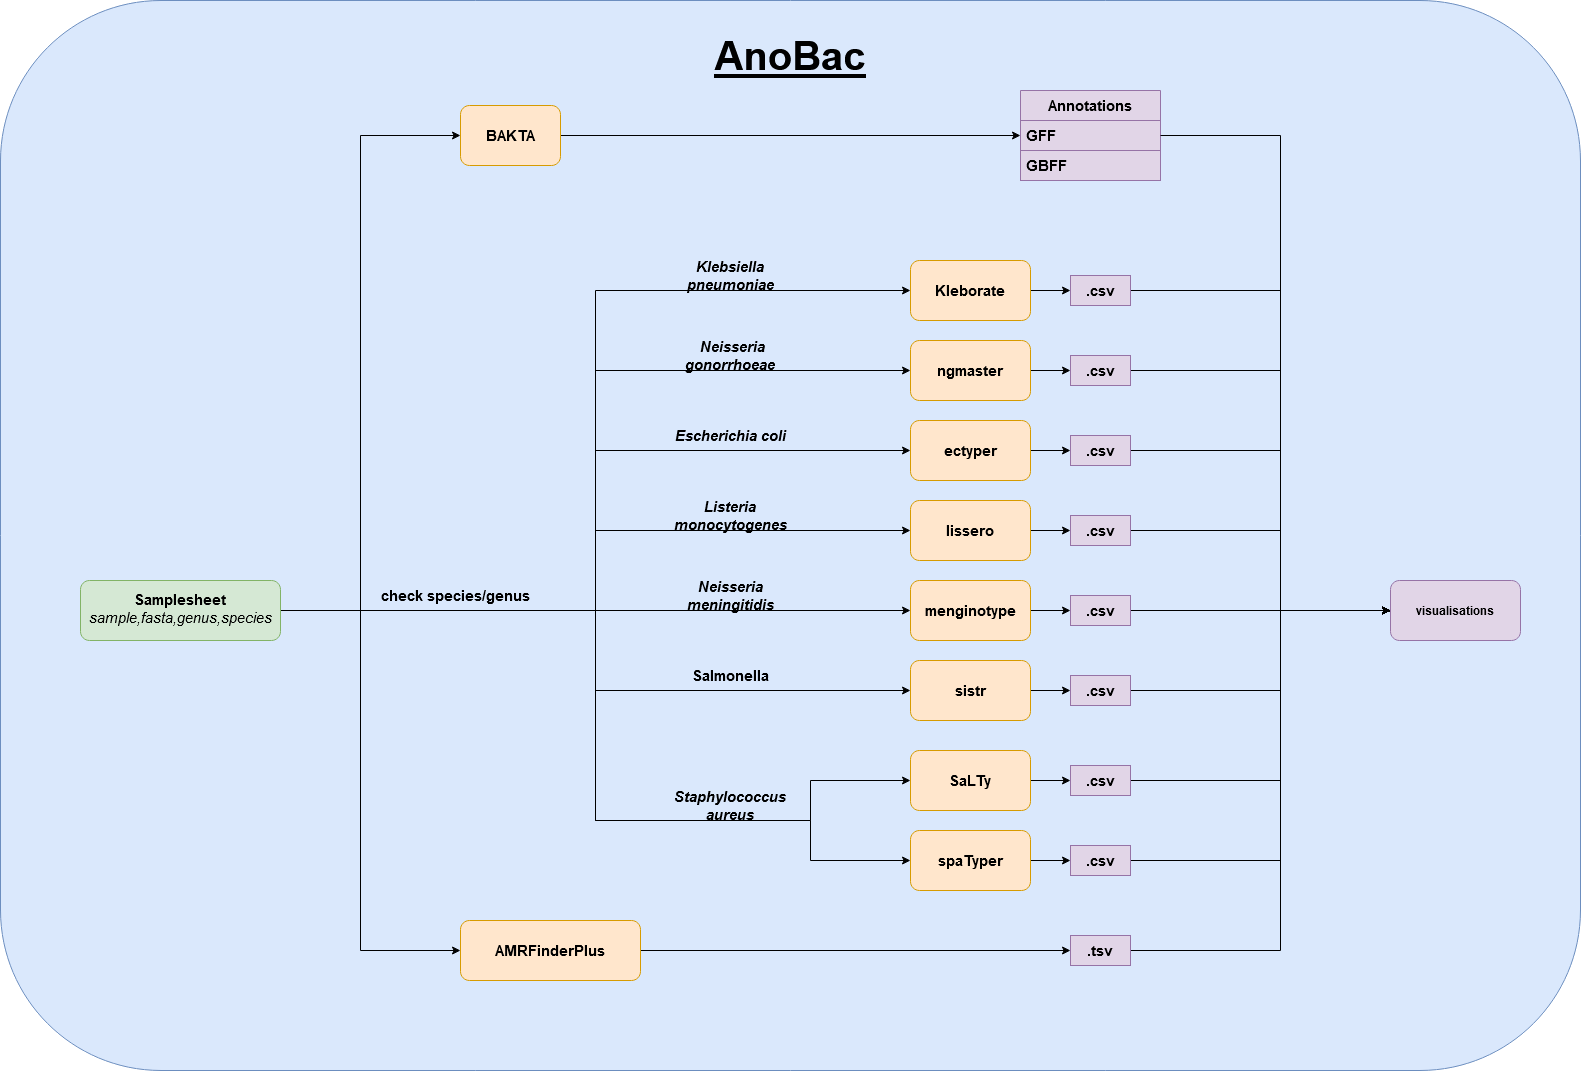 AnoBac
BAKTA
Annotations
GFF
GBFF
Klebsiella
pneumoniae
Kleborate
.csv
Neisseria
gonorrhoeae
ngmaster
.csv
Escherichia coli
ectyper
.csv
Listeria
monocytogenes
lissero
.csv
Samplesheet
sample,fasta,genus,species
check species/genus
Neisseria
meningitidis
menginotype
.csv
visualisations
Salmonella
sistr
.csv
Staphylococcus
aureus
SaLTy
.csv
spaTyper
.csv
AMRFinderPlus
.tsv